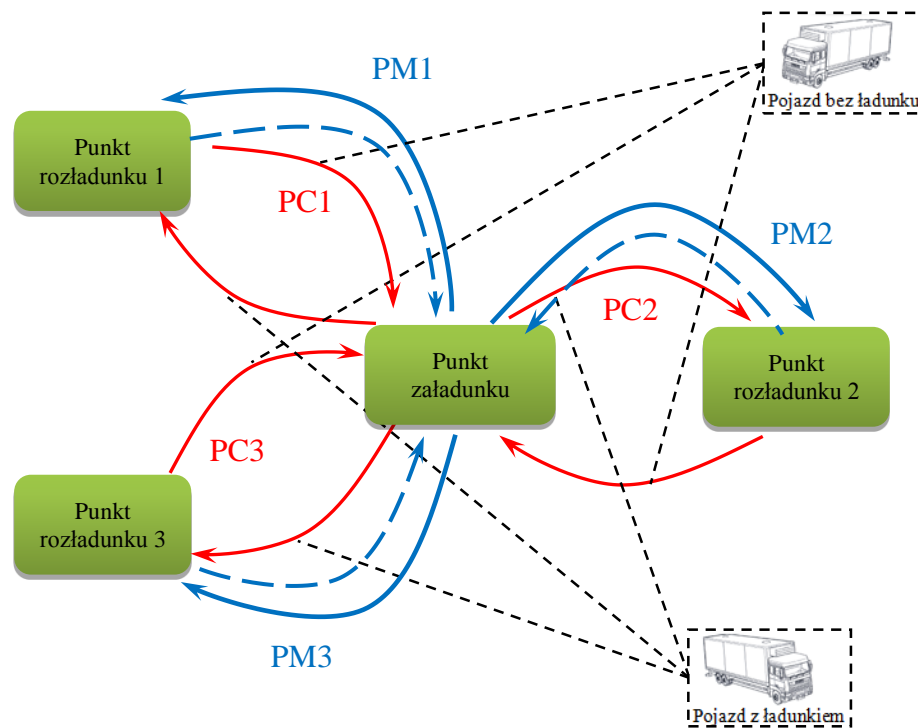 PM1
Pojazd bez ładunku
Punkt
rozładunku 1
PC1
PM2
PC2
Punkt
załadunku
Punkt
rozładunku 2
PC3
Punkt
rozładunku 3
PM3
Pojazd z ładunkiem